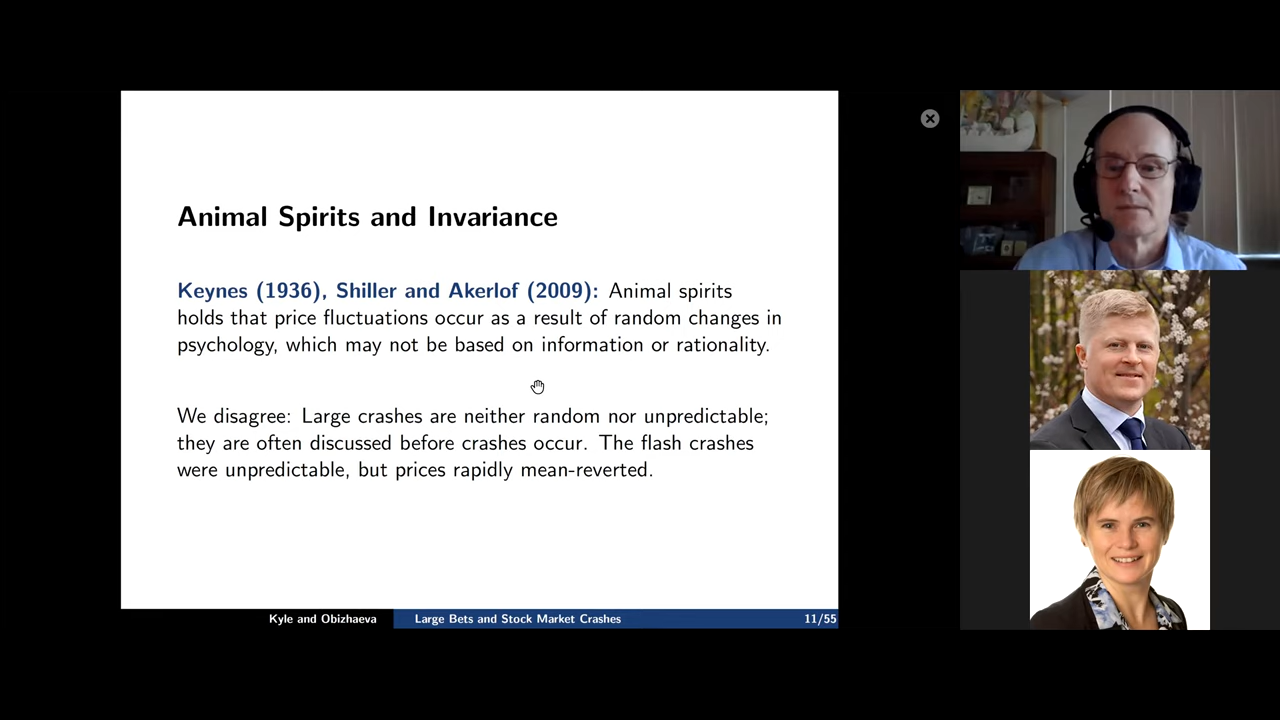 Animal Spirits and Invariance
Keynes (1936), Shiller and Akerlof (2009): Animal spirits
holds that price fluctuations occur as a result of random changes in
psychology, which may not be based on information or rationality.
We disagree: Large crashes are neither random nor unpredictable;
they are often discussed before crashes occur. The flash crashes
were unpredictable, but prices rapidly mean-reverted.
Kyle and Obizhaeva
Large Bets and Stock Market Crashes
11/55